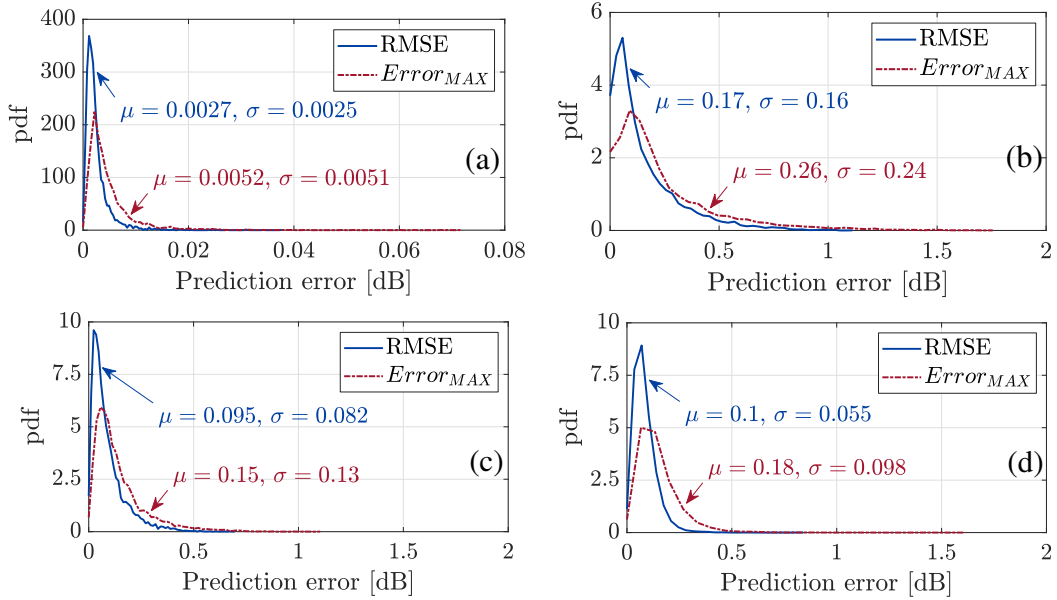 400
300
200
100
0
pdf
RMSE
Error_MAX
μ = 0.0027, σ = 0.0025
μ = 0.0052, σ = 0.0051
(a)
0 0.02 0.04 0.06 0.08
Prediction error [dB]
6
4
2
0
pdf
RMSE
Error_MAX
μ = 0.17, σ = 0.16
μ = 0.26, σ = 0.24
(b)
0 0.5 1 1.5 2
Prediction error [dB]
10
7.5
5
2.5
0
pdf
RMSE
Error_MAX
μ = 0.095, σ = 0.082
μ = 0.15, σ = 0.13
(c)
0 0.5 1 1.5 2
Prediction error [dB]
10
7.5
5
2.5
0
pdf
RMSE
Error_MAX
μ = 0.1, σ = 0.055
μ = 0.18, σ = 0.098
(d)
0 0.5 1 1.5 2
Prediction error [dB]